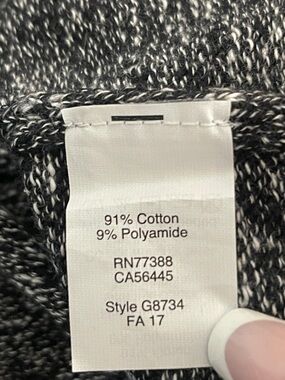 91% Cotton
9% Polyamide
RN77388
CA56445
Style G8734
FA 17